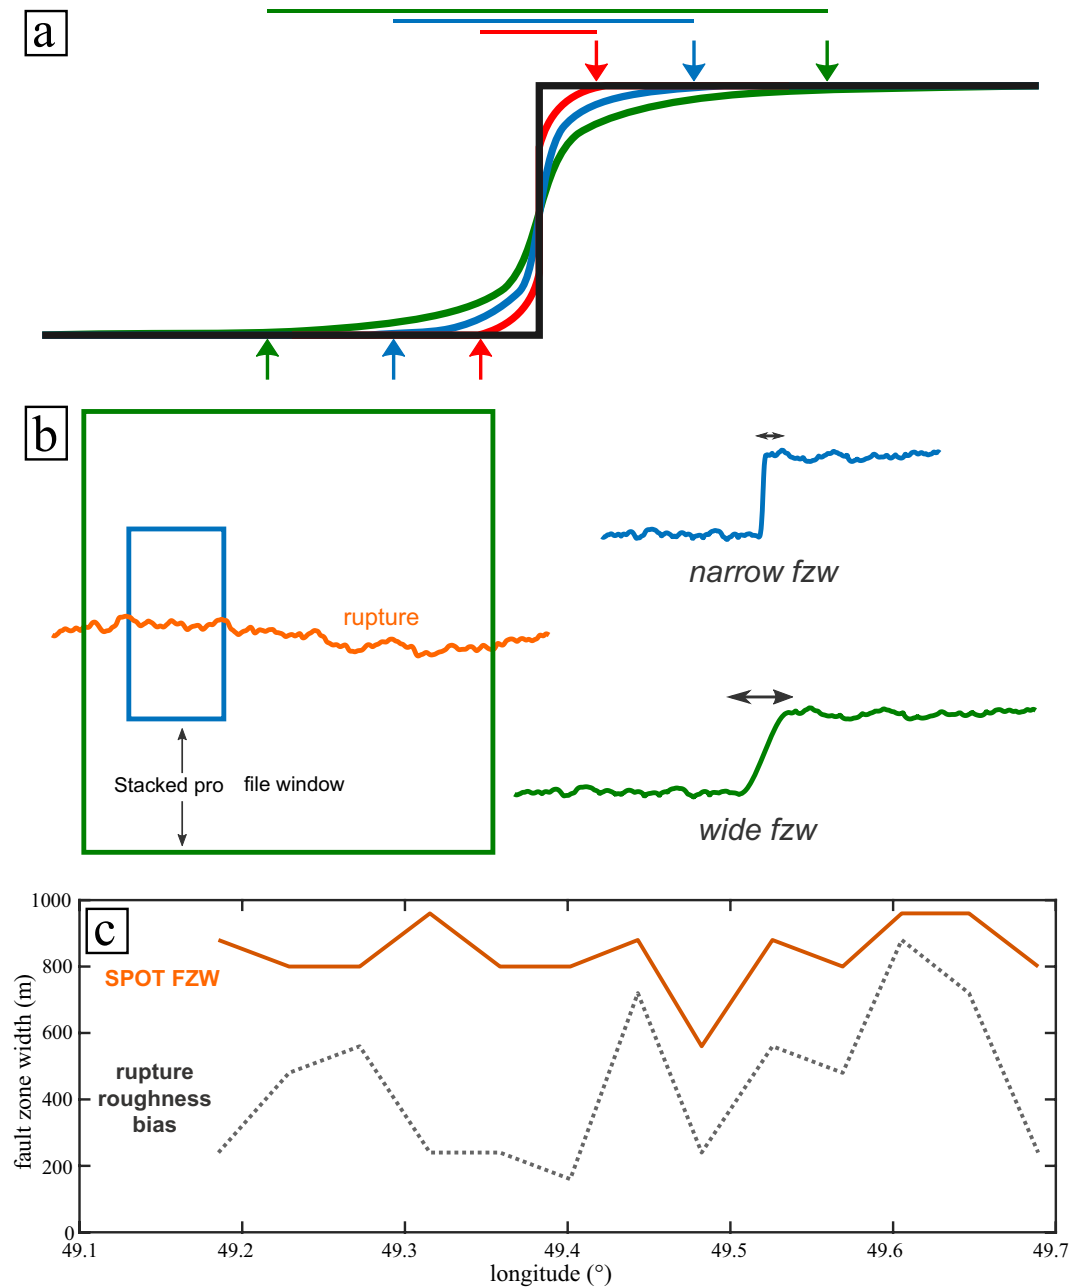 a
b
rupture
Stacked pro file window
narrow fzw
wide fzw
c
SPOT FZW
rupture
roughness
bias
fault zone width (m)
1000
800
600
400
200
0
49.1 49.2 49.3 49.4 49.5 49.6 49.7
longitude (°)